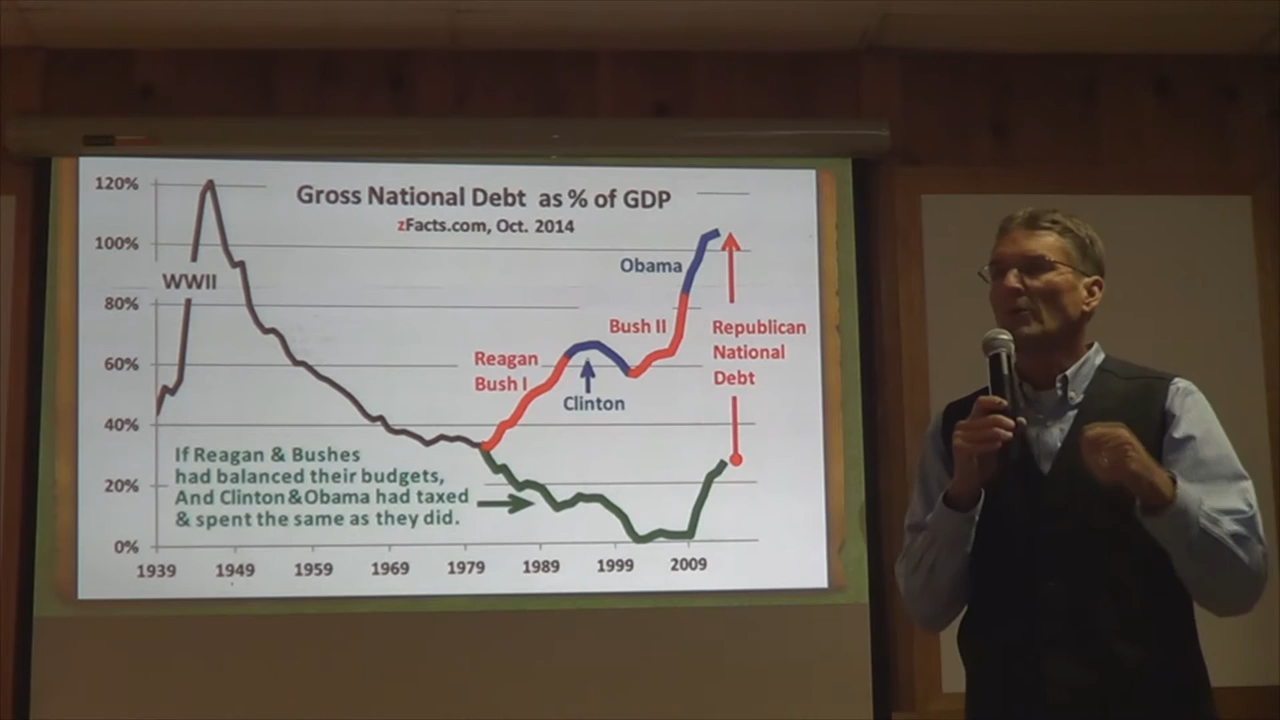 Gross National Debt as % of GDP
zFacts.com, Oct. 2014
120%
100%
80%
60%
40%
20%
0%
WWII
Obama
Bush II
Republican
National
Debt
Reagan
Bush I
Clinton
If Reagan & Bushes
had balanced their budgets,
And Clinton & Obama had taxed
& spent the same as they did.
1939 1949 1959 1969 1979 1989 1999 2009